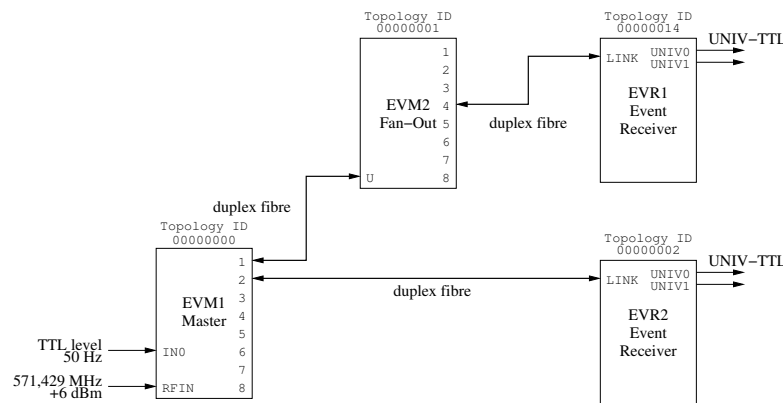 Topology ID
00000001
1
2
3
4
5
6
7
8
EVM2
Fan−Out
U
Topology ID
00000014
LINK
UNIV0
UNIV1
EVR1
Event
Receiver
UNIV−TTL
duplex fibre
duplex fibre
Topology ID
00000000
1
2
3
4
5
6
7
8
EVM1
Master
IN0
RFIN
TTL level
50 Hz
571,429 MHz
+6 dBm
duplex fibre
Topology ID
00000002
LINK
UNIV0
UNIV1
EVR2
Event
Receiver
UNIV−TTL